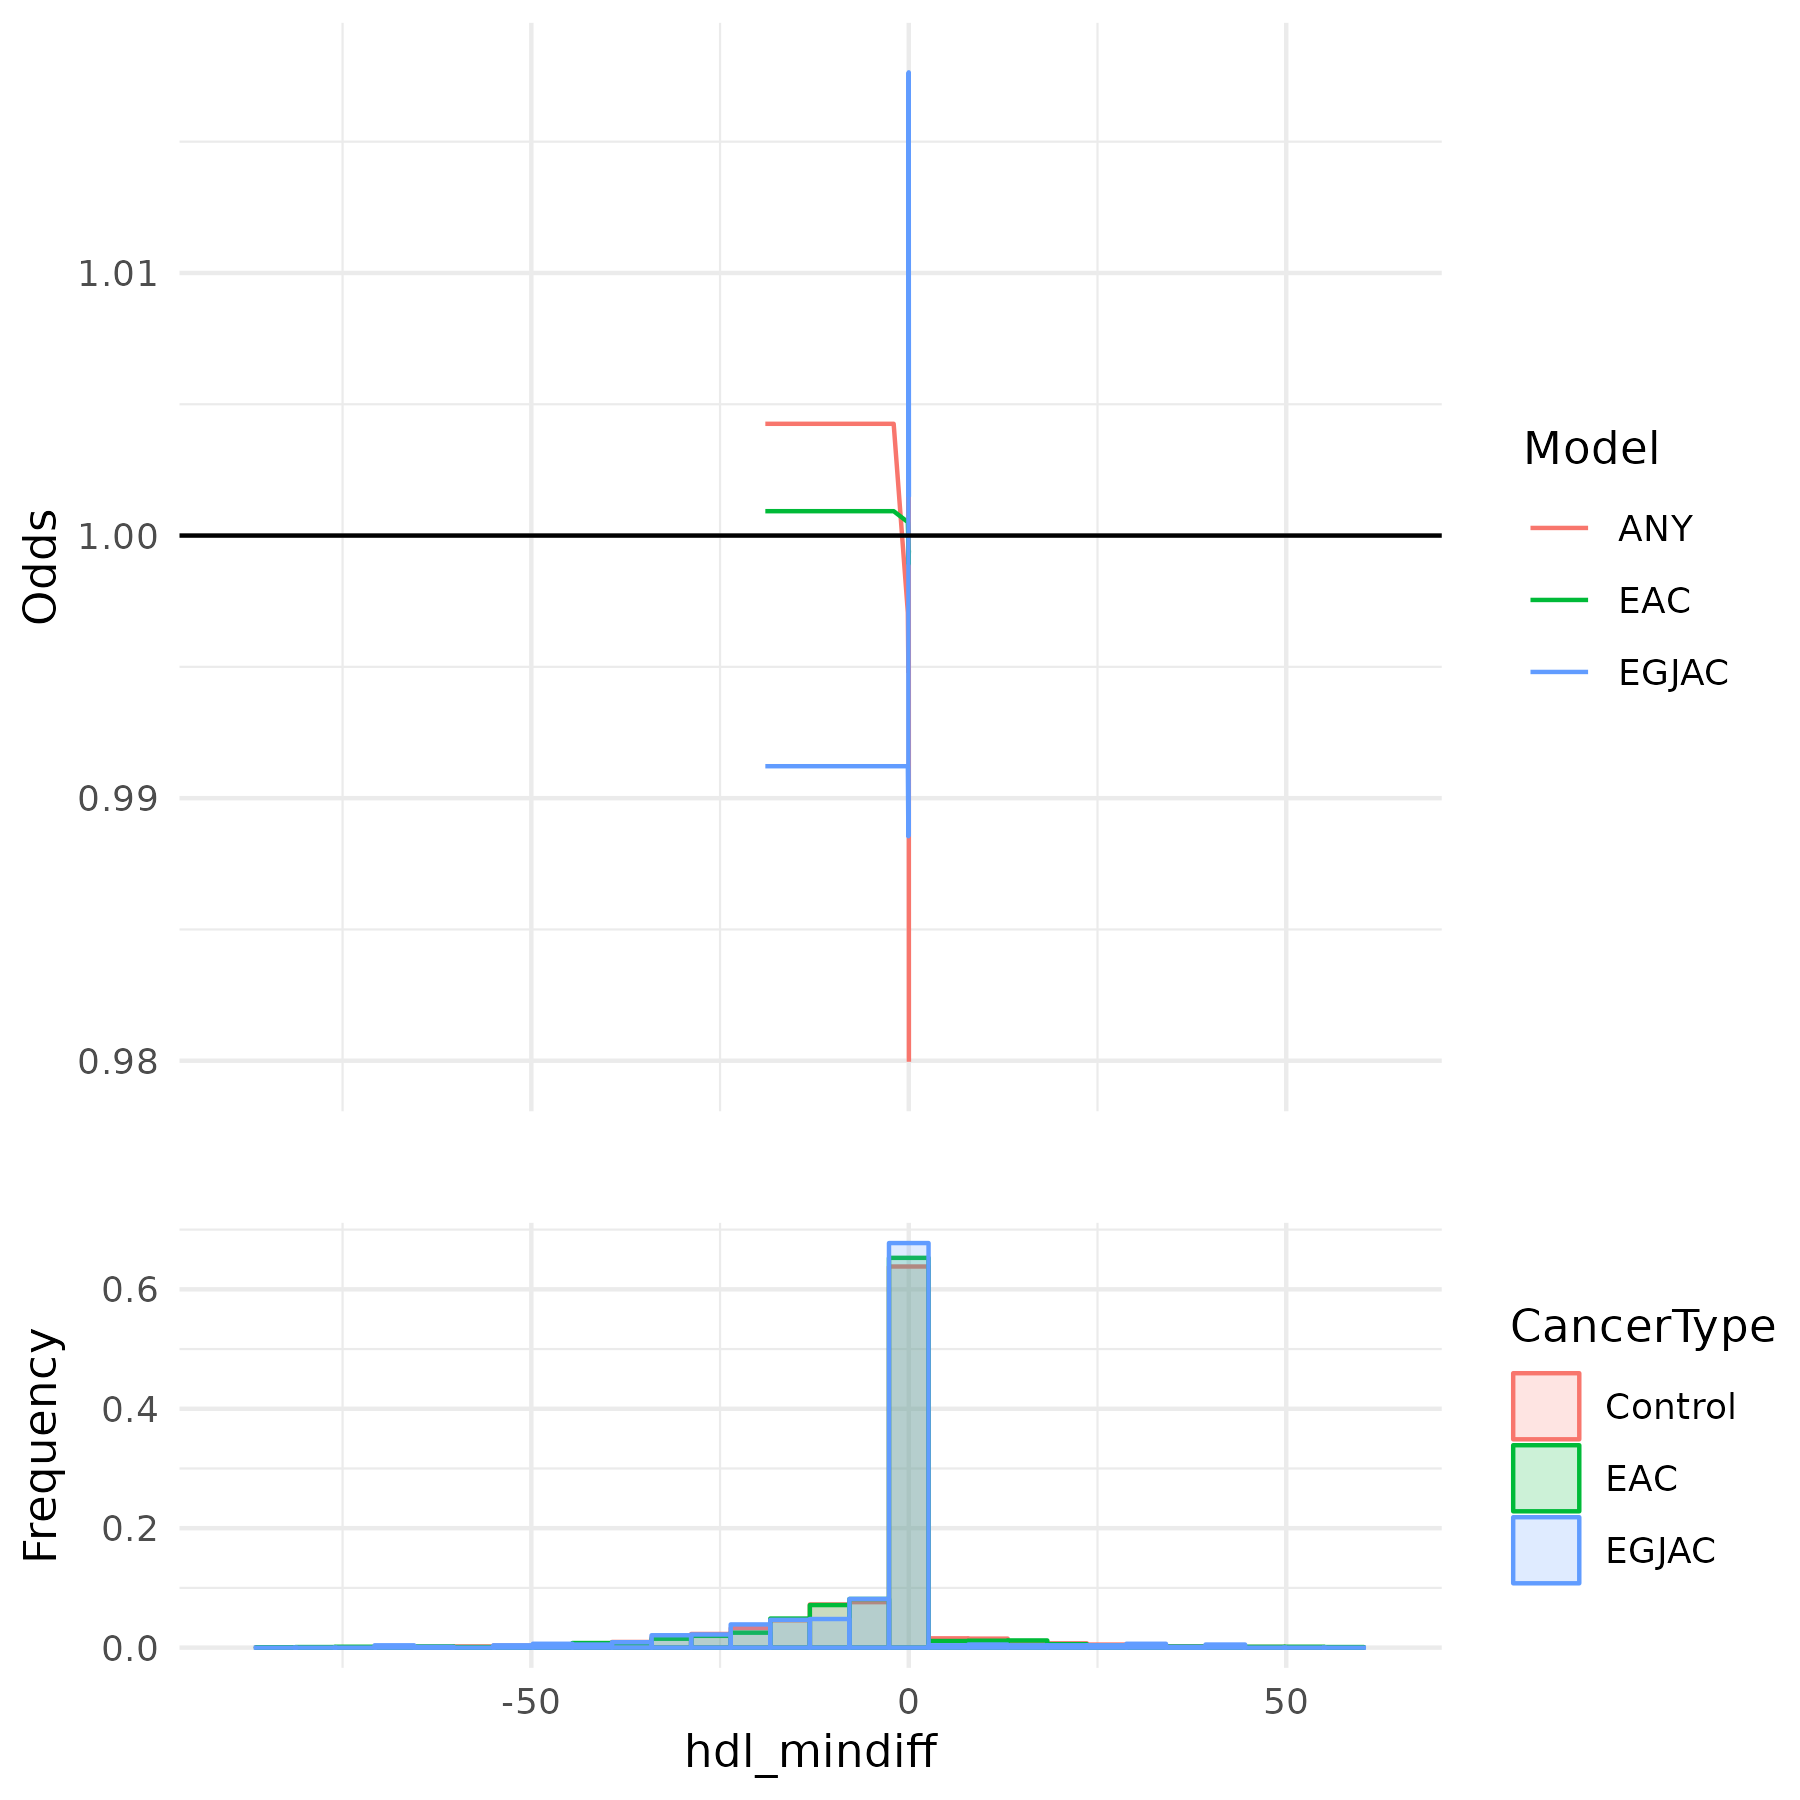 1.01
1.00
0.99
0.98
Odds
Model
ANY
EAC
EGJAC
0.6
0.4
0.2
0.0
Frequency
-50
0
50
hdl_mindiff
CancerType
Control
EAC
EGJAC